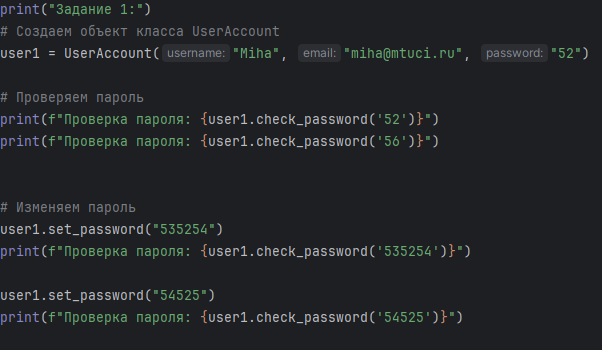 print("Задание 1:")
# Создаем объект класса UserAccount
user1 = UserAccount( username: "Miha", email: "miha@mtuci.ru", password: "52")
# Проверяем пароль
print(f"Проверка пароля: {user1.check_password('52')}")
print(f"Проверка пароля: {user1.check_password('56')}")
# Изменяем пароль
user1.set_password("535254")
print(f"Проверка пароля: {user1.check_password('535254')}")
user1.set_password("54525")
print(f"Проверка пароля: {user1.check_password('54525')}")